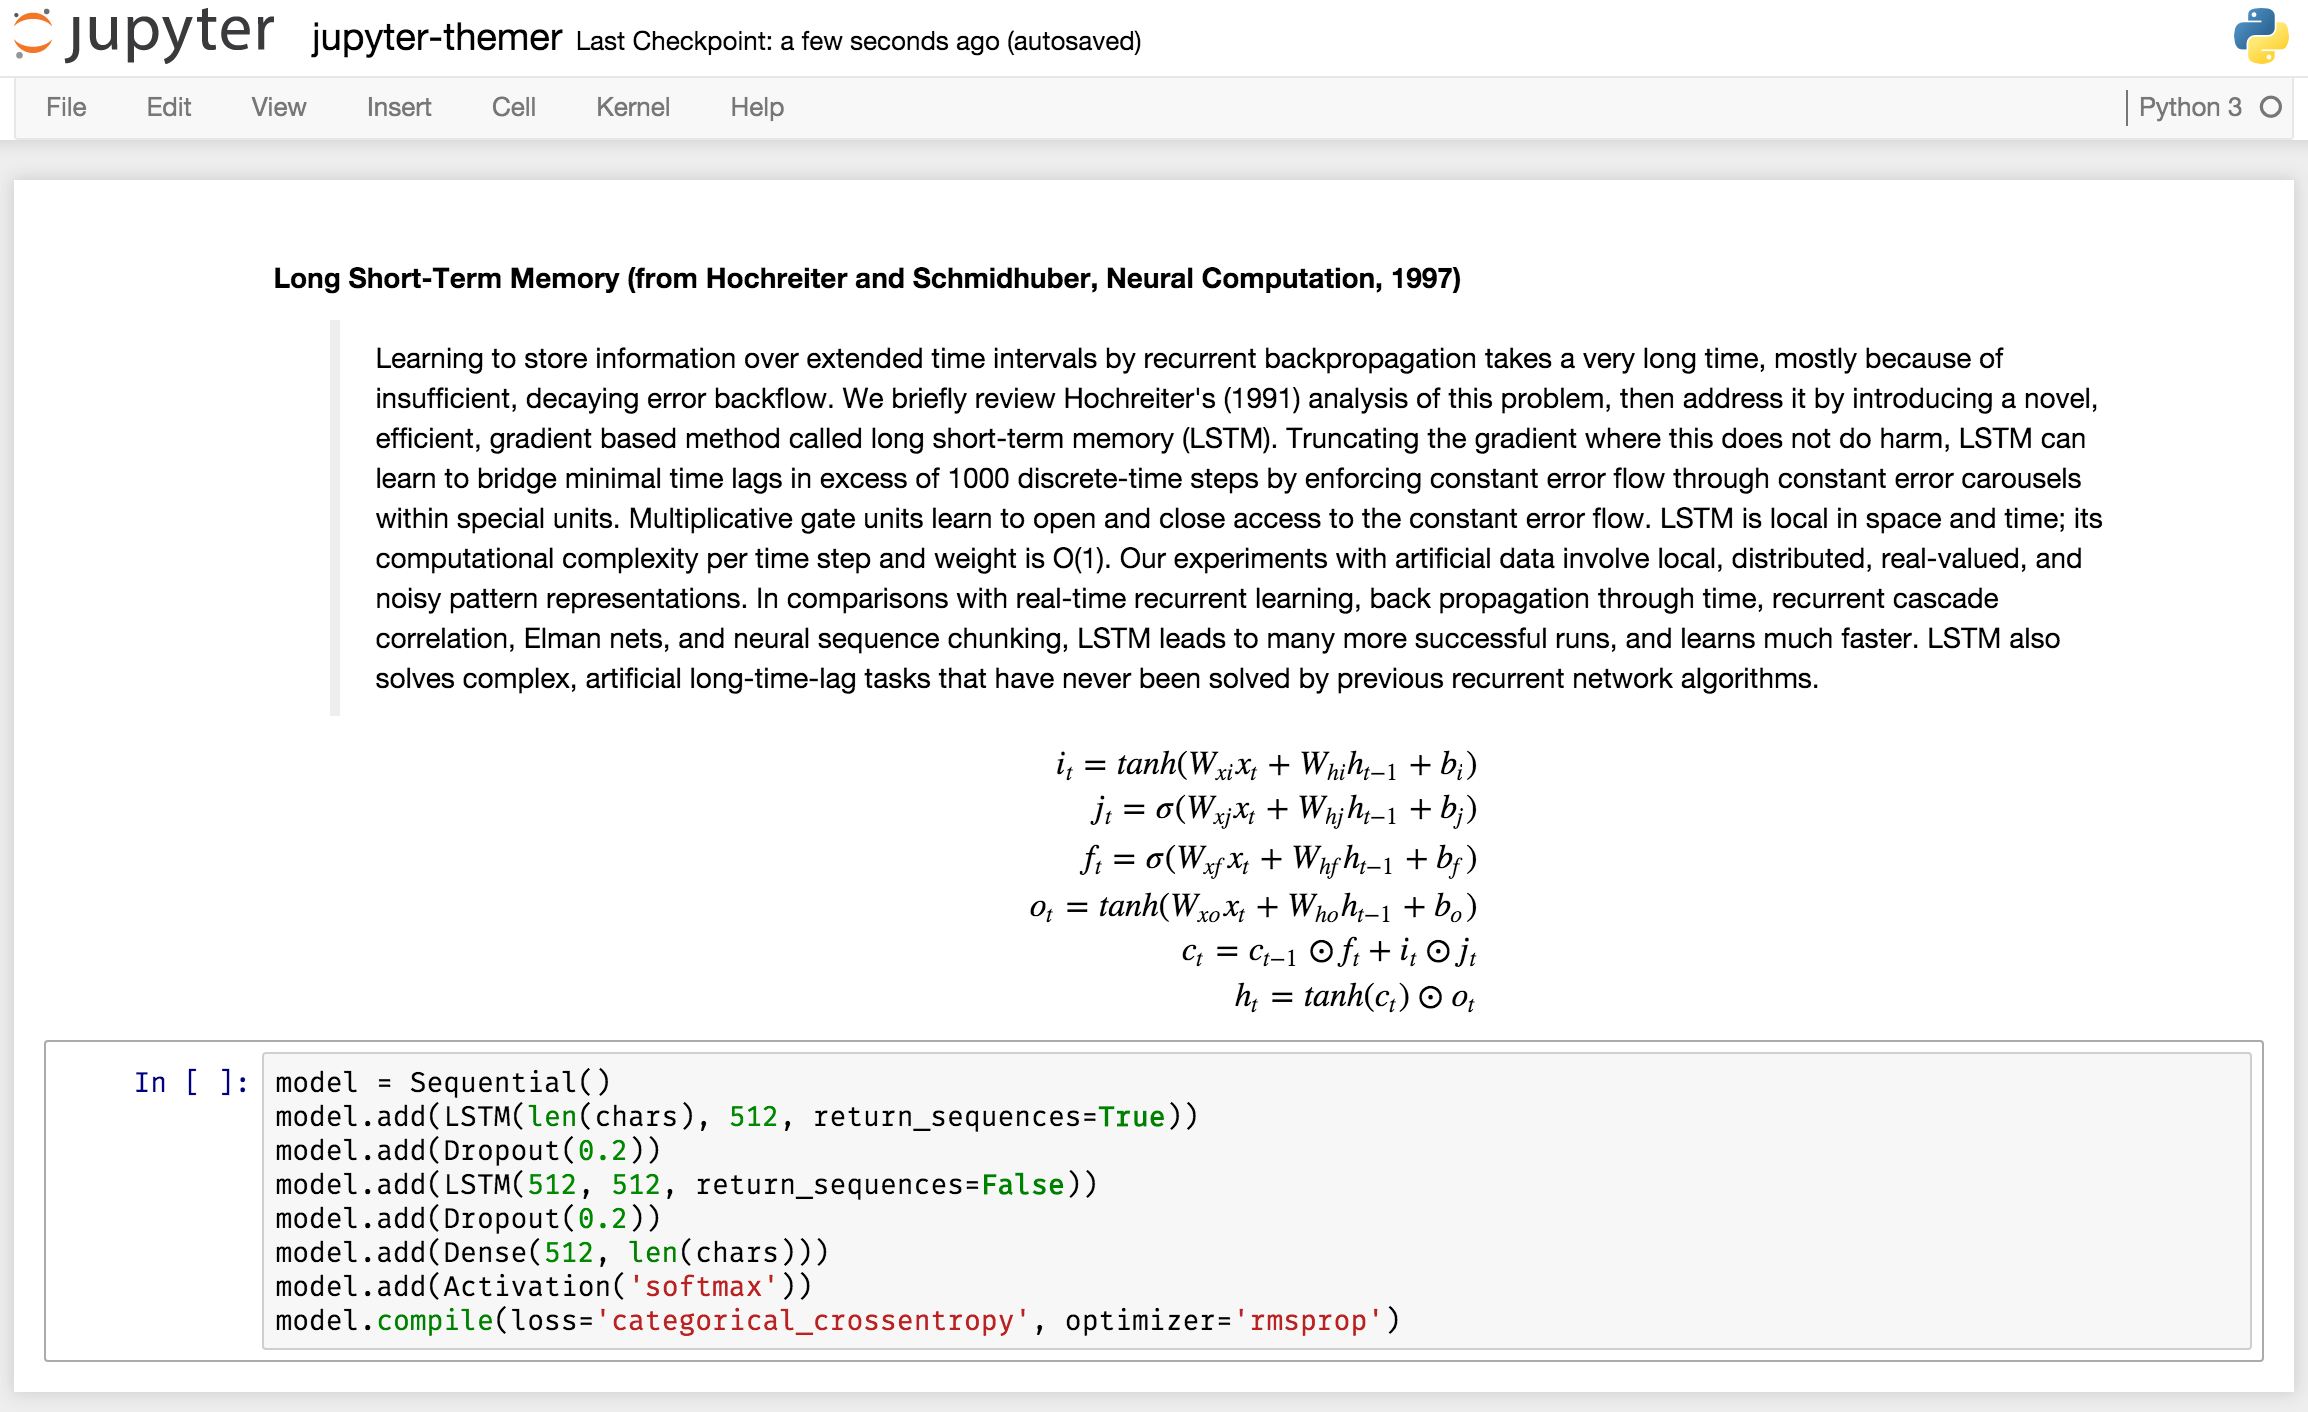 jupyter jupyter-themer Last Checkpoint: a few seconds ago (autosaved)
File Edit View Insert Cell Kernel Help Python 3
Long Short-Term Memory (from Hochreiter and Schmidhuber, Neural Computation, 1997)
Learning to store information over extended time intervals by recurrent backpropagation takes a very long time, mostly because of
insufficient, decaying error backflow. We briefly review Hochreiter's (1991) analysis of this problem, then address it by introducing a novel,
efficient, gradient based method called long short-term memory (LSTM). Truncating the gradient where this does not do harm, LSTM can
learn to bridge minimal time lags in excess of 1000 discrete-time steps by enforcing constant error flow through constant error carousels
within special units. Multiplicative gate units learn to open and close access to the constant error flow. LSTM is local in space and time; its
computational complexity per time step and weight is O(1). Our experiments with artificial data involve local, distributed, real-valued, and
noisy pattern representations. In comparisons with real-time recurrent learning, back propagation through time, recurrent cascade
correlation, Elman nets, and neural sequence chunking, LSTM leads to many more successful runs, and learns much faster. LSTM also
solves complex, artificial long-time-lag tasks that have never been solved by previous recurrent network algorithms.
i_t = tanh(W_{xi}x_t + W_{hi}h_{t−1} + b_i)
j_t = σ(W_{xj}x_t + W_{hj}h_{t−1} + b_j)
f_t = σ(W_{xf}x_t + W_{hf}h_{t−1} + b_f)
o_t = tanh(W_{xo}x_t + W_{ho}h_{t−1} + b_o)
c_t = c_{t−1} ⊙ f_t + i_t ⊙ j_t
h_t = tanh(c_t) ⊙ o_t
In [ ]: model = Sequential()
model.add(LSTM(len(chars), 512, return_sequences=True))
model.add(Dropout(0.2))
model.add(LSTM(512, 512, return_sequences=False))
model.add(Dropout(0.2))
model.add(Dense(512, len(chars)))
model.add(Activation('softmax'))
model.compile(loss='categorical_crossentropy', optimizer='rmsprop')